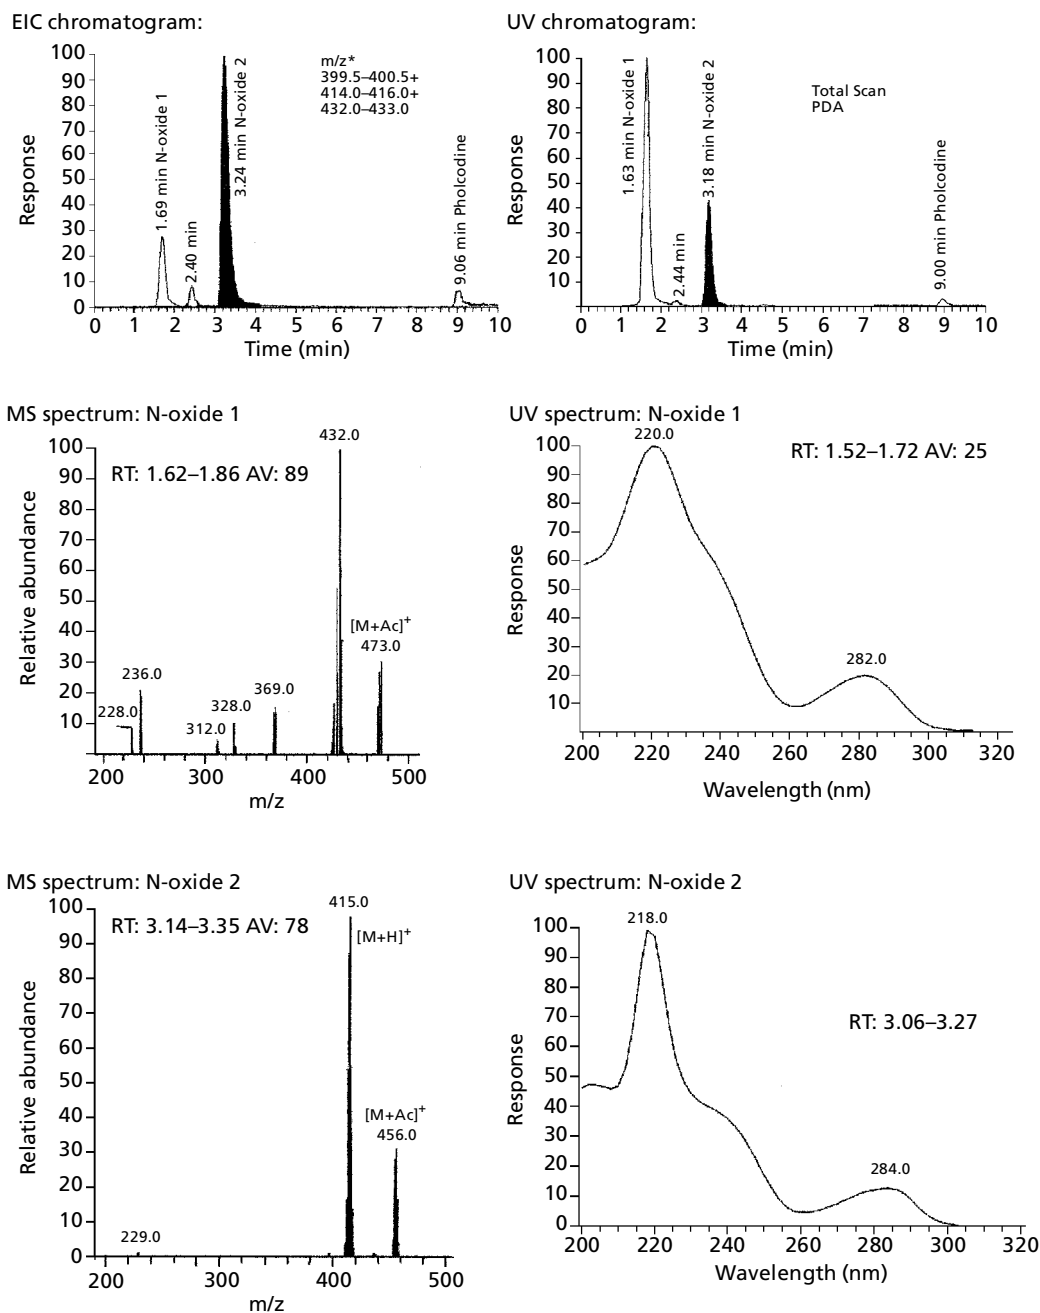 EIC chromatogram:
Response
100
90
80
70
60
50
40
30
20
10
0
1.69 min N-oxide 1
2.40 min
3.24 min N-oxide 2
9.06 min Pholcodine
m/z*
399.5–400.5+
414.0–416.0+
432.0–433.0
0 1 2 3 4 5 6 7 8 9 10
Time (min)
UV chromatogram:
Response
100
90
80
70
60
50
40
30
20
10
1.63 min N-oxide 1
2.44 min
3.18 min N-oxide 2
9.00 min Pholcodine
Total Scan
PDA
0 1 2 3 4 5 6 7 8 9 10
Time (min)
MS spectrum: N-oxide 1
Relative abundance
100
90
80
70
60
50
40
30
20
10
RT: 1.62–1.86 AV: 89
432.0
[M+Ac]+
473.0
236.0
228.0
312.0
328.0
369.0
200 300 400 500
m/z
UV spectrum: N-oxide 1
Response
100
90
80
70
60
50
40
30
20
10
220.0
RT: 1.52–1.72 AV: 25
282.0
200 220 240 260 280 300 320
Wavelength (nm)
MS spectrum: N-oxide 2
Relative abundance
100
90
80
70
60
50
40
30
20
10
0
RT: 3.14–3.35 AV: 78
415.0
[M+H]+
[M+Ac]+
456.0
229.0
200 300 400 500
m/z
UV spectrum: N-oxide 2
Response
100
90
80
70
60
50
40
30
20
10
0
218.0
RT: 3.06–3.27
284.0
200 220 240 260 280 300 320
Wavelength (nm)